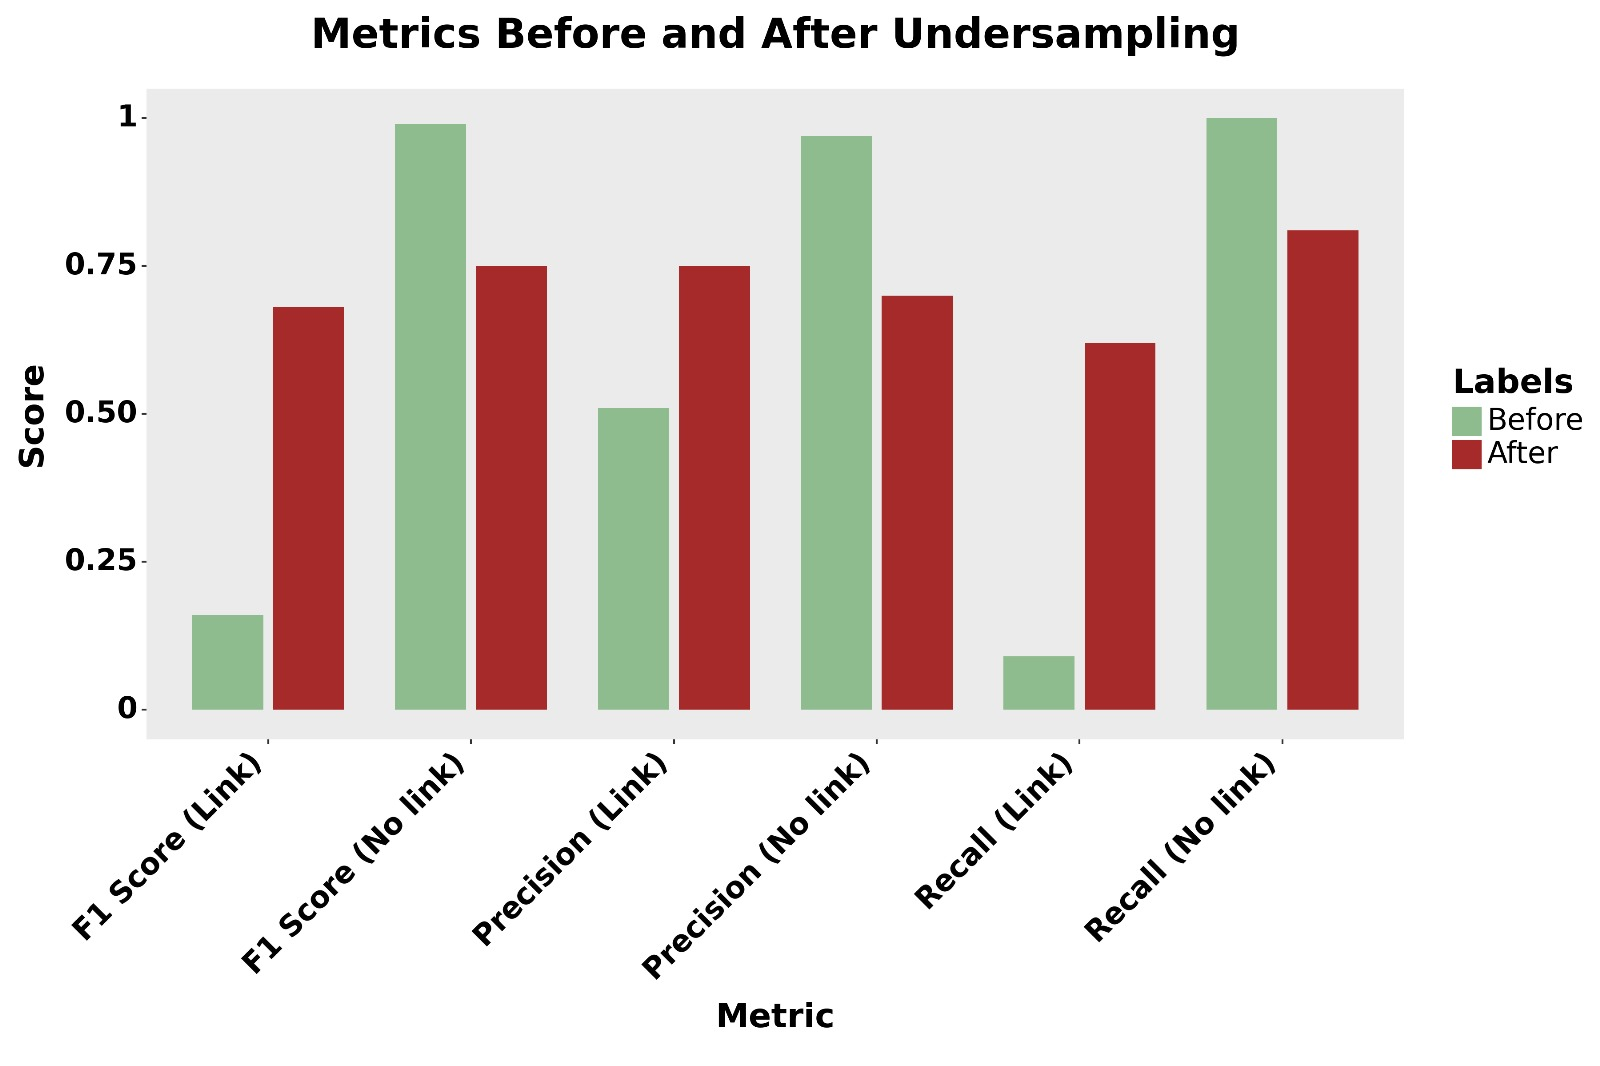 Metrics Before and After Undersampling
Score
1
0.75
0.50
0.25
0
F1 Score (Link)
F1 Score (No link)
Precision (Link)
Precision (No link)
Recall (Link)
Recall (No link)
Metric
Labels
Before
After